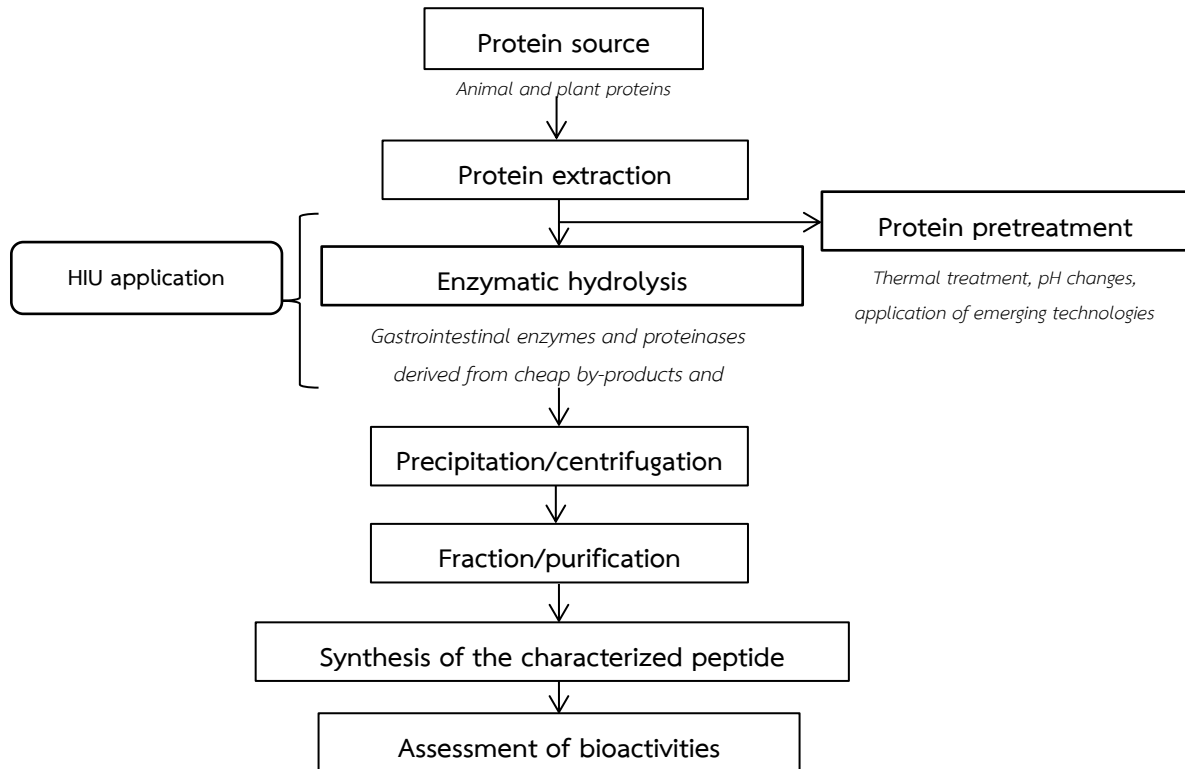 Protein source
Animal and plant proteins
Protein extraction
Protein pretreatment
Thermal treatment, pH changes,
application of emerging technologies
HIU application
Enzymatic hydrolysis
Gastrointestinal enzymes and proteinases
derived from cheap by-products and
Precipitation/centrifugation
Fraction/purification
Synthesis of the characterized peptide
Assessment of bioactivities